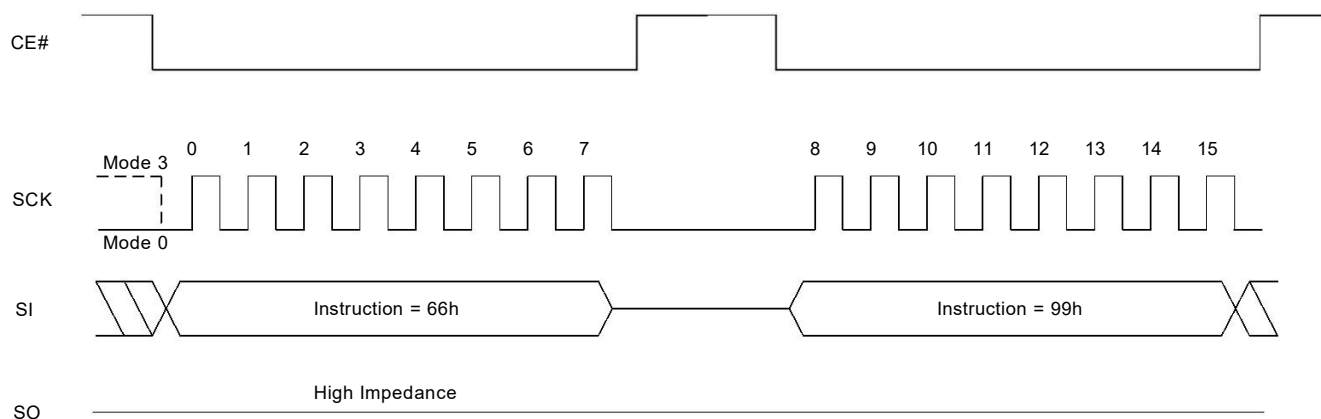 CE#
0 1 2 3 4 5 6 7 8 9 10 11 12 13 14 15
Mode 3
SCK
Mode 0
SI
Instruction = 66h
Instruction = 99h
High Impedance
SO